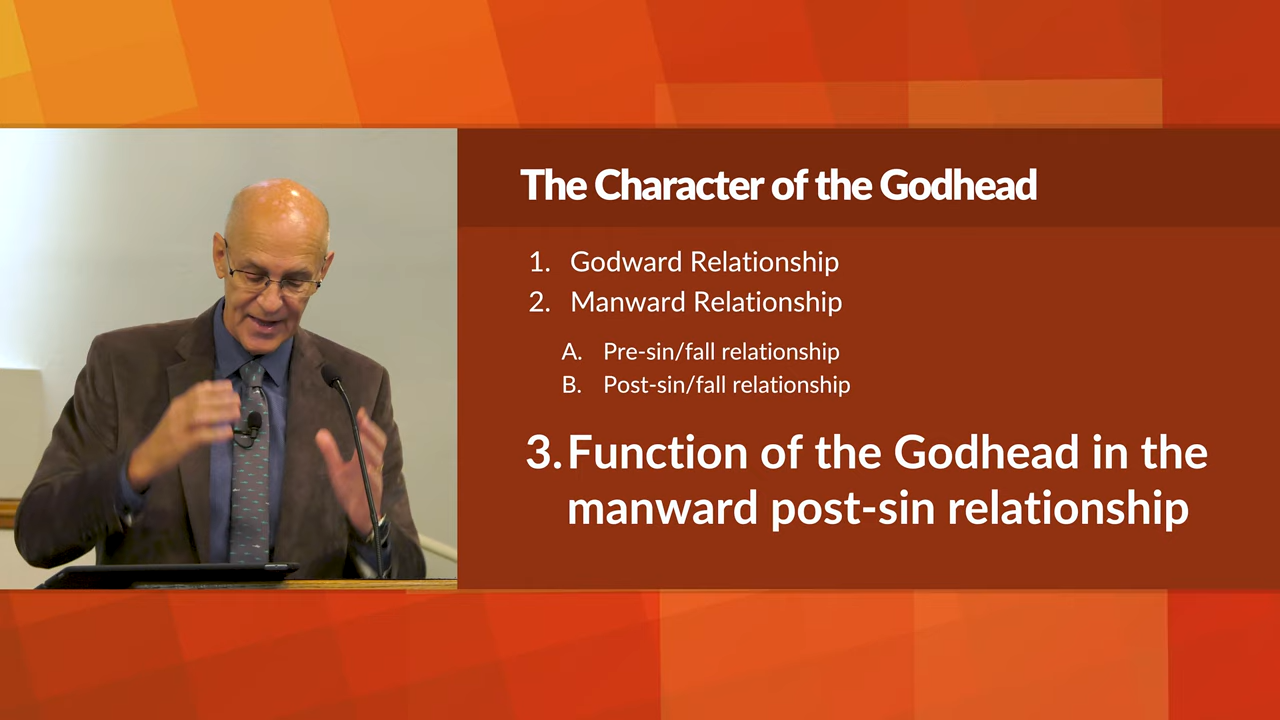 The Character of the Godhead
1. Godward Relationship
2. Manward Relationship
A. Pre-sin/fall relationship
B. Post-sin/fall relationship
3. Function of the Godhead in the
manward post-sin relationship